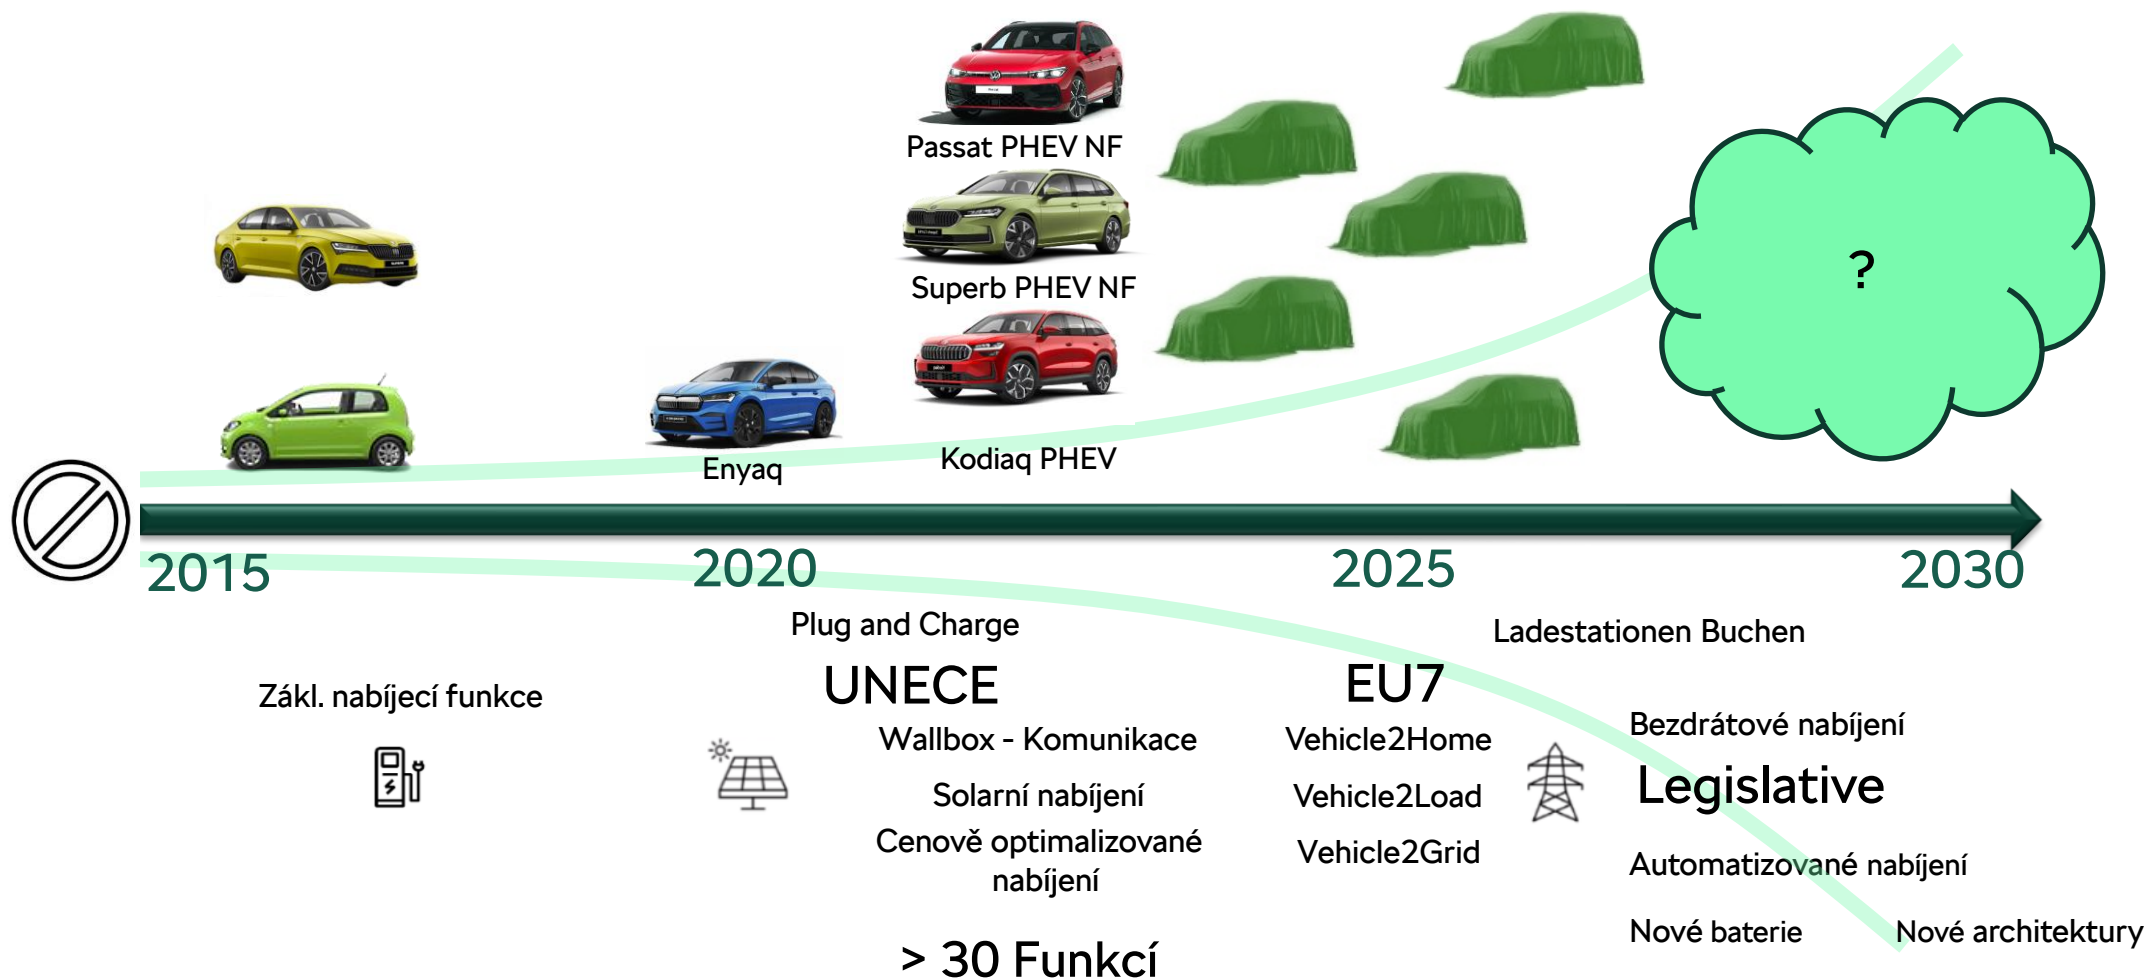 Passat PHEV NF
Superb PHEV NF
?
Enyaq
Kodiaq PHEV
2015
2020
2025
2030
Plug and Charge
Ladestationen Buchen
Zákl. nabíjecí funkce
UNECE
EU7
Wallbox - Komunikace
Vehicle2Home
Bezdrátové nabíjení
Solarní nabíjení
Vehicle2Load
Legislative
Cenově optimalizované
nabíjení
Vehicle2Grid
Automatizované nabíjení
Nové baterie
Nové architektury
> 30 Funkcí